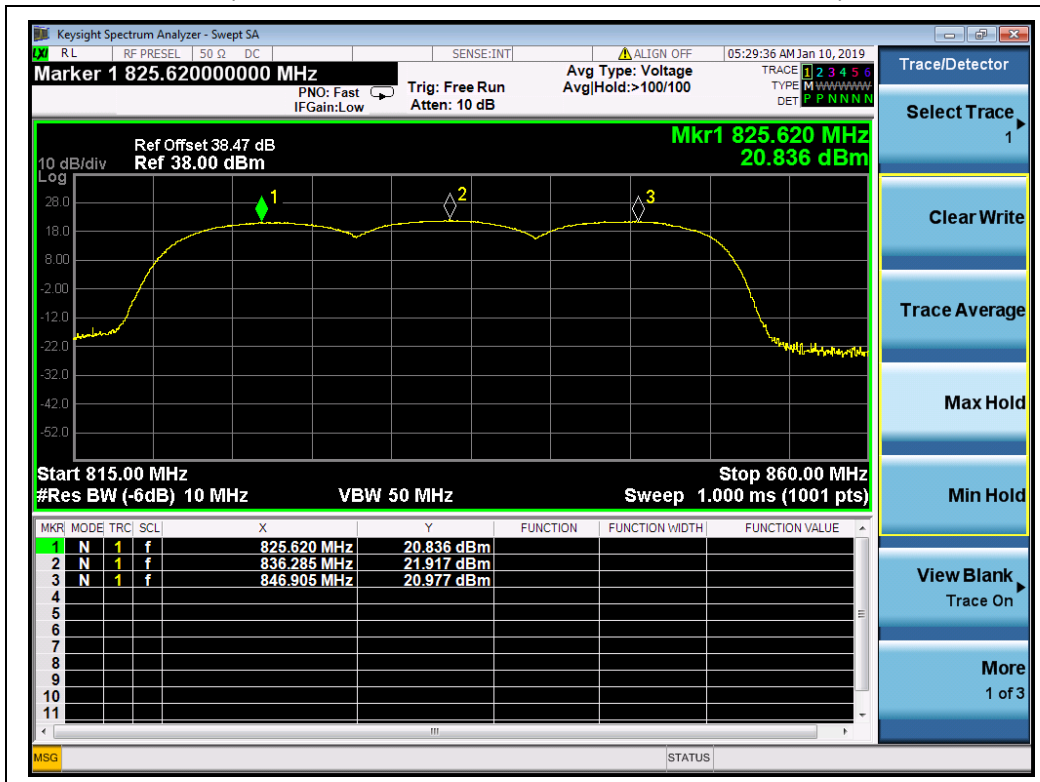 Keysight Spectrum Analyzer - Swept SA
LXI RL RF PRESEL 50 Ω DC SENSE:INT ALIGN OFF 05:29:36 AM Jan 10, 2019
Marker 1 825.620000000 MHz
PNO: Fast
IFGain:Low
Trig: Free Run
Atten: 10 dB
Avg Type: Voltage
Avg|Hold:>100/100
TRACE 1 2 3 4 5 6
TYPE M W W W W W
DET P P N N N N
Trace/Detector
Select Trace
1
Clear Write
Trace Average
Max Hold
Min Hold
View Blank
Trace On
More
1 of 3
Mkr1 825.620 MHz
20.836 dBm
Ref Offset 38.47 dB
10 dB/div Ref 38.00 dBm
Log
1 2 3
28.0
18.0
8.00
-2.00
-12.0
-22.0
-32.0
-42.0
-52.0
Start 815.00 MHz Stop 860.00 MHz
#Res BW (-6dB) 10 MHz VBW 50 MHz Sweep 1.000 ms (1001 pts)
MKR MODE TRC SCL X Y FUNCTION FUNCTION WIDTH FUNCTION VALUE
1 N 1 f 825.620 MHz 20.836 dBm
2 N 1 f 836.285 MHz 21.917 dBm
3 N 1 f 846.905 MHz 20.977 dBm
4
5
6
7
8
9
10
11
MSG STATUS